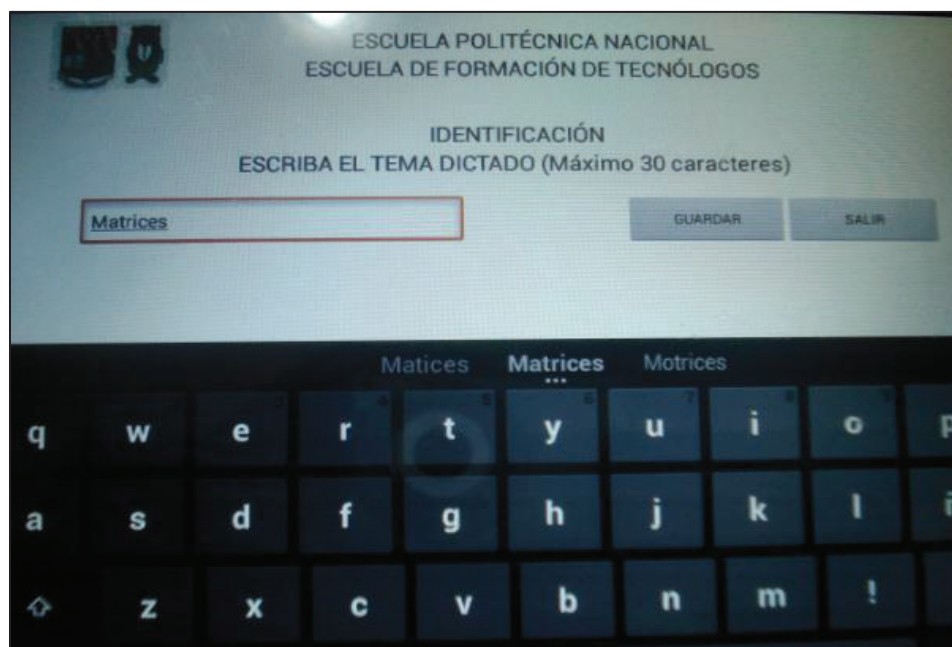 ESCUELA POLITÉCNICA NACIONAL
ESCUELA DE FORMACIÓN DE TECNÓLOGOS
IDENTIFICACIÓN
ESCRIBA EL TEMA DICTADO (Máximo 30 caracteres)
Matrices GUARDAR SALIR
Matices Matrices Motrices
q w e r t y u i o p
a s d f g h j k l
z x c v b n m !